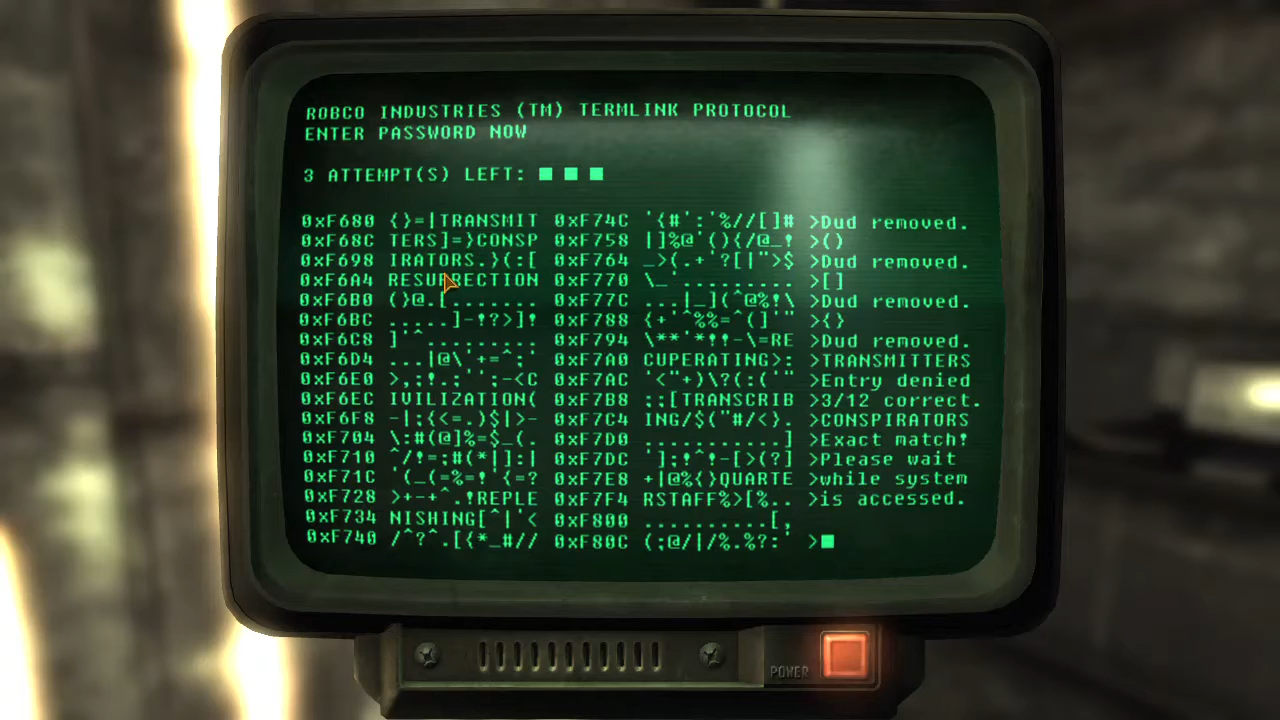 ROBCO INDUSTRIES (TM) TERMLINK PROTOCOL
ENTER PASSWORD NOW
3 ATTEMPT(S) LEFT: ■ ■ ■
0xF680 {}=|TRANSMIT 0xF74C '{#':'%//[]# >Dud removed.
0xF68C TERS]=}CONSP 0xF758 |]%@'(){/@_! >()
0xF698 IRATORS.}(:[ 0xF764 _>(.+'?[|">$ >Dud removed.
0xF6A4 RESURRECTION 0xF770 \_'......... >[]
0xF6B0 (}@.[....... 0xF77C ...|_](^@%!\ >Dud removed.
0xF6BC .....]-!?>]! 0xF788 {+'^%%=^(]'" >{}
0xF6C8 ]'^......... 0xF794 \**'*!!-\=RE >Dud removed.
0xF6D4 ...|@\'+=^;' 0xF7A0 CUPERATING>: >TRANSMITTERS
0xF6E0 >,;!.;'';-<C 0xF7AC '<"+)\?(:('" >Entry denied
0xF6EC IVILIZATION( 0xF7B8 ;;[TRANSCRIB >3/12 correct.
0xF6F8 -|;{<=.)$|>- 0xF7C4 ING/$("#/<}. >CONSPIRATORS
0xF704 \:#(@]%=$_(. 0xF7D0 ...........] >Exact match!
0xF710 ^/!=;#(*|]:| 0xF7DC '];!^!-[>(?] >Please wait
0xF71C '(_(=%=!'{=? 0xF7E8 +|@%{}QUARTE >while system
0xF728 >+-+^.!REPLE 0xF7F4 RSTAFF%>[%.. >is accessed.
0xF734 NISHING[^|'< 0xF800 ..........[,
0xF740 /^?^.[{*_#// 0xF80C (;@/|/%.%?:' >■
POWER